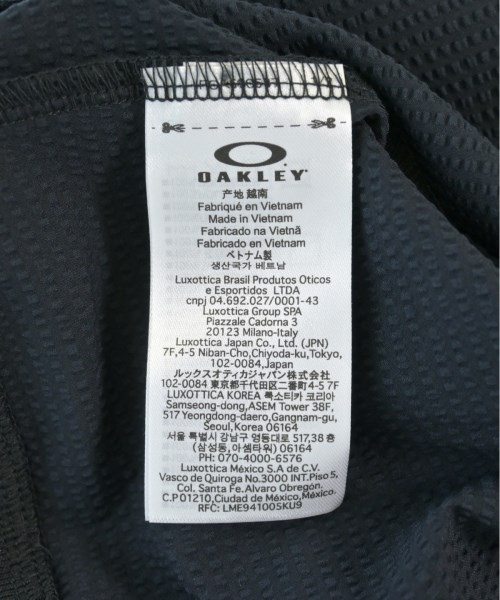 OAKLEY
产地 越南
Fabriqué en Vietnam
Made in Vietnam
Fabricado na Vietnã
Fabricado en Vietnam
ベトナム製
생산국가 베트남
Luxottica Brasil Produtos Oticos
e Esportidos LTDA
cnpj 04.692.027/0001-43
Luxottica Group SPA
Piazzale Cadorna 3
20123 Milano-Italy
Luxottica Japan Co., Ltd. (JPN)
7F,4-5 Niban-Cho,Chiyoda-ku,Tokyo,
102-0084,Japan
ルックスオティカジャパン株式会社
102-0084 東京都千代田区二番町4-5 7F
LUXOTTICA KOREA 룩소티카 코리아
Samseong-dong,ASEM Tower 38F,
517 Yeongdong-daero,Gangnam-gu,
Seoul,Korea 06164
서울 특별시 강남구 영동대로 517,38 층
(삼성동,아셈타워) 06164
PH: 070-4000-6576
Luxottica México S.A de C.V.
Vasco de Quiroga No.3000 INT.Piso 5,
Col. Santa Fe.Alvaro Obregón.
C.P 01210,Ciudad de México,México.
RFC: LME941005KU9